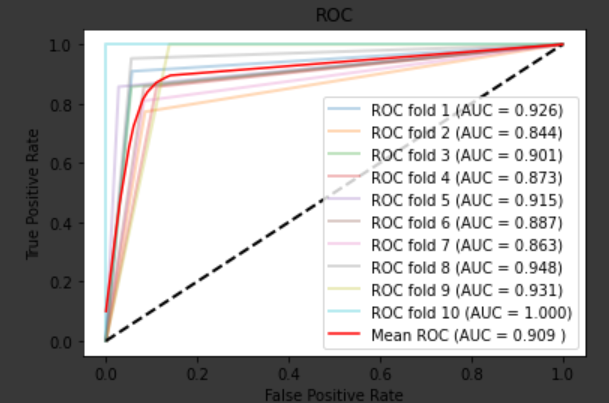 ROC
1.0
0.8
0.6
0.4
0.2
0.0
True Positive Rate
ROC fold 1 (AUC = 0.926)
ROC fold 2 (AUC = 0.844)
ROC fold 3 (AUC = 0.901)
ROC fold 4 (AUC = 0.873)
ROC fold 5 (AUC = 0.915)
ROC fold 6 (AUC = 0.887)
ROC fold 7 (AUC = 0.863)
ROC fold 8 (AUC = 0.948)
ROC fold 9 (AUC = 0.931)
ROC fold 10 (AUC = 1.000)
Mean ROC (AUC = 0.909 )
0.0 0.2 0.4 0.6 0.8 1.0
False Positive Rate